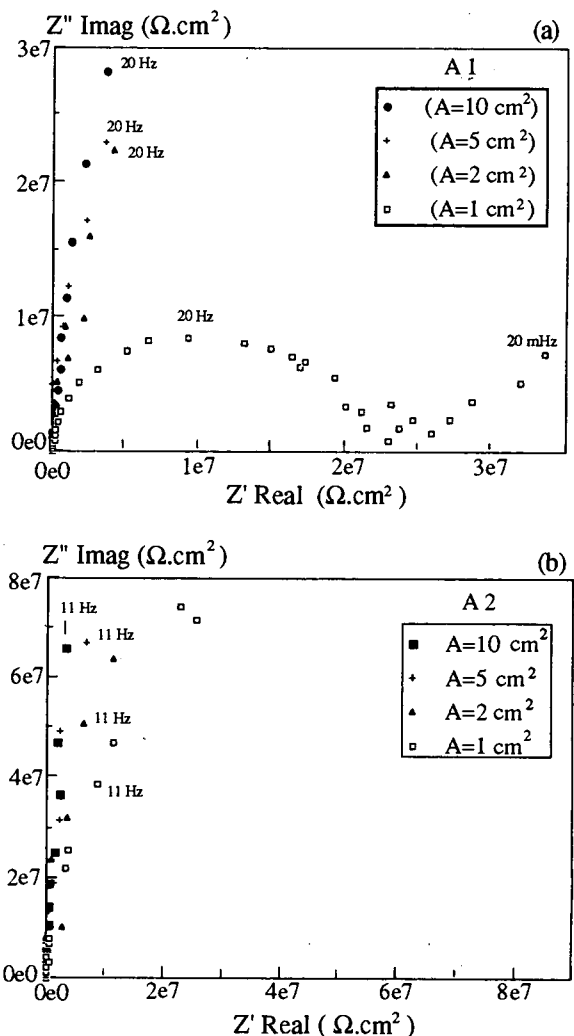 Z" Imag (Ω.cm²)
(a)
3e7
2e7
1e7
0e0
20 Hz
20 Hz
20 Hz
20 Hz
20 mHz
A 1
(A=10 cm²)
(A=5 cm²)
(A=2 cm²)
(A=1 cm²)
0e0 1e7 2e7 3e7
Z' Real (Ω.cm²)
Z" Imag (Ω.cm²)
(b)
8e7
6e7
4e7
2e7
0e0
11 Hz
11 Hz
11 Hz
11 Hz
A 2
A=10 cm²
A=5 cm²
A=2 cm²
A=1 cm²
0e0 2e7 4e7 6e7 8e7
Z' Real (Ω.cm²)